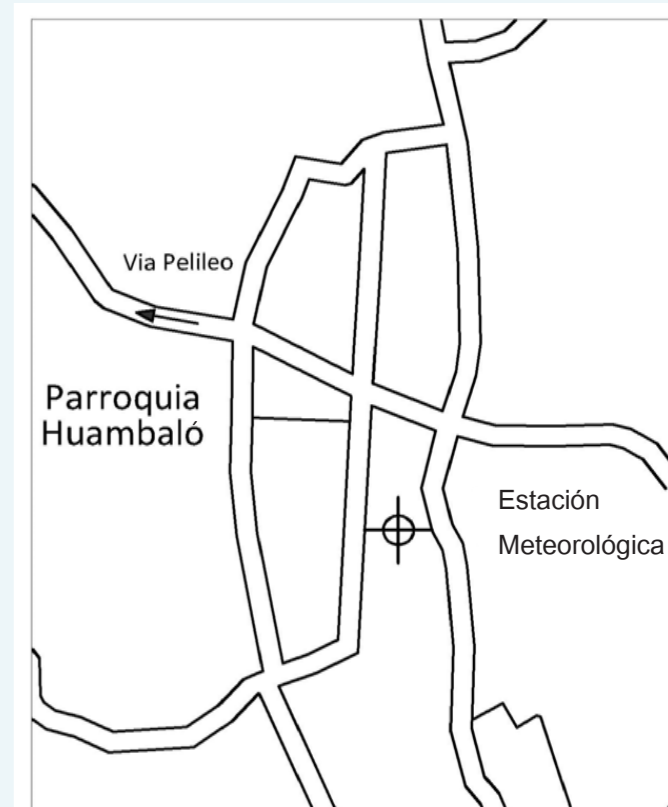 Via Pelileo
Parroquia
Huambaló
Estación
Meteorológica